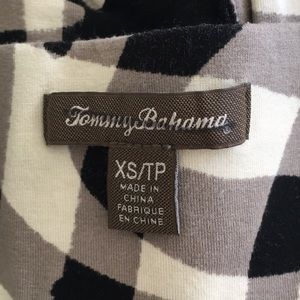 Tommy Bahama®
XS/TP
MADE IN
CHINA
FABRIQUE
EN CHINE